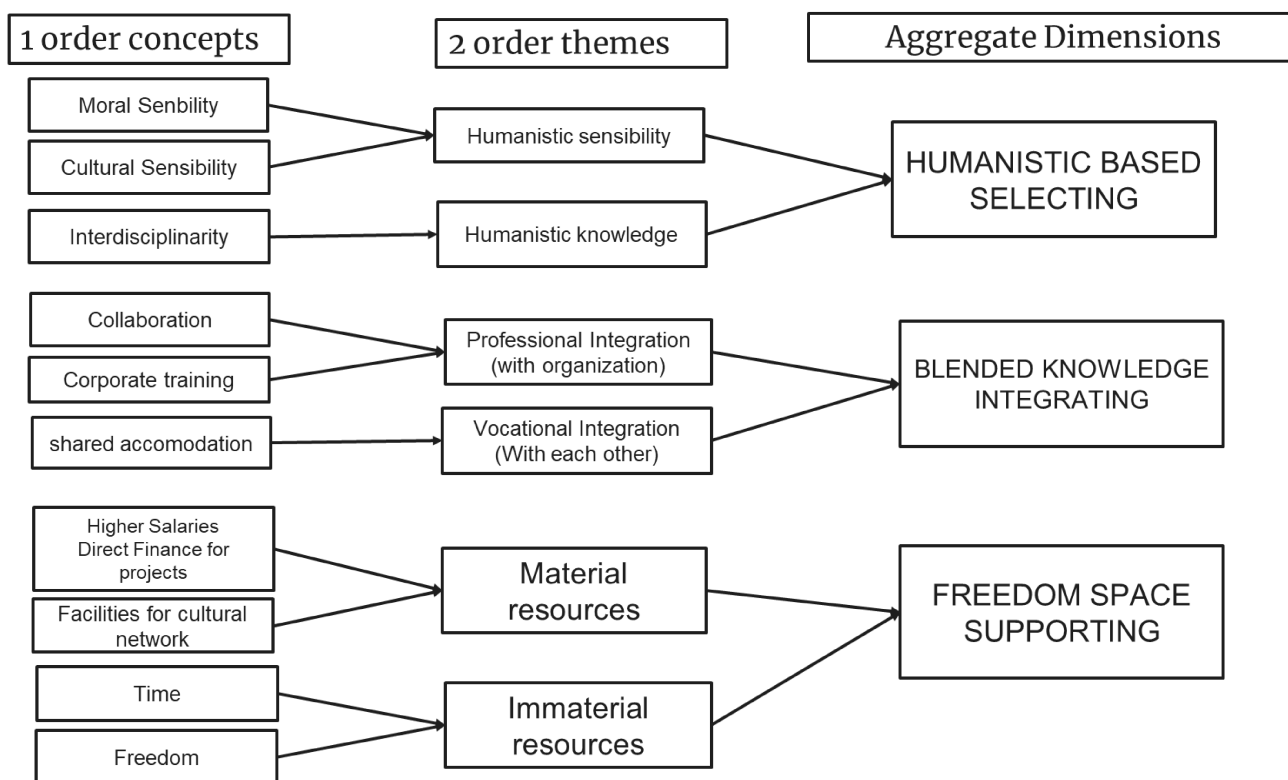 1 order concepts
2 order themes
Aggregate Dimensions
Moral Senbility
Cultural Sensibility
Interdisciplinarity
Humanistic sensibility
Humanistic knowledge
HUMANISTIC BASED
SELECTING
Collaboration
Corporate training
shared accomodation
Professional Integration
(with organization)
Vocational Integration
(With each other)
BLENDED KNOWLEDGE
INTEGRATING
Higher Salaries
Direct Finance for
projects
Facilities for cultural
network
Time
Freedom
Material
resources
Immaterial
resources
FREEDOM SPACE
SUPPORTING